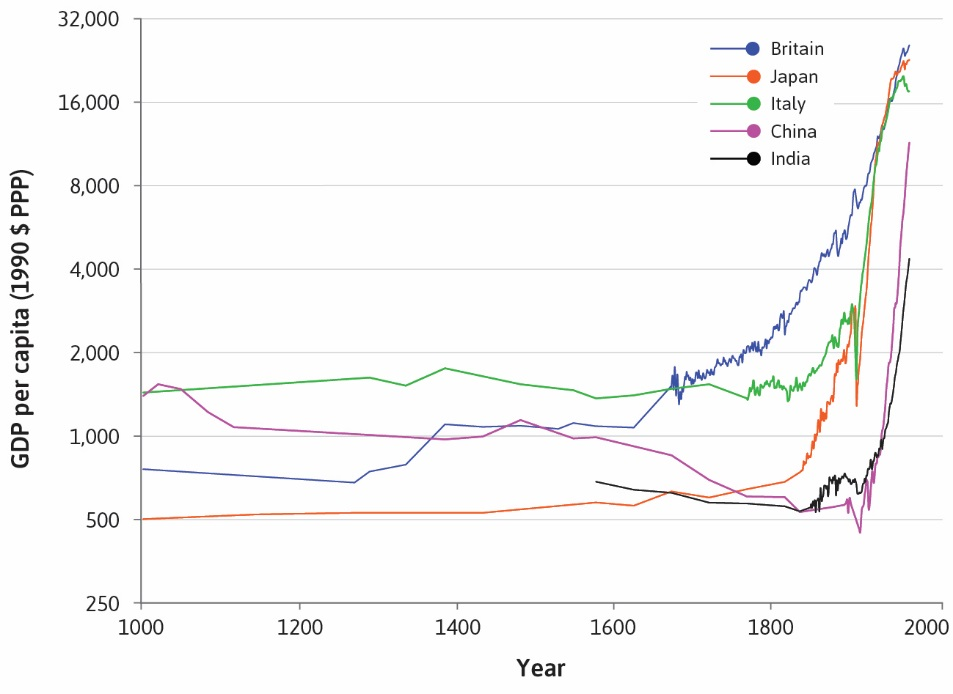 32,000
16,000
8,000
4,000
2,000
1,000
500
250
GDP per capita (1990 $ PPP)
Britain
Japan
Italy
China
India
1000 1200 1400 1600 1800 2000
Year